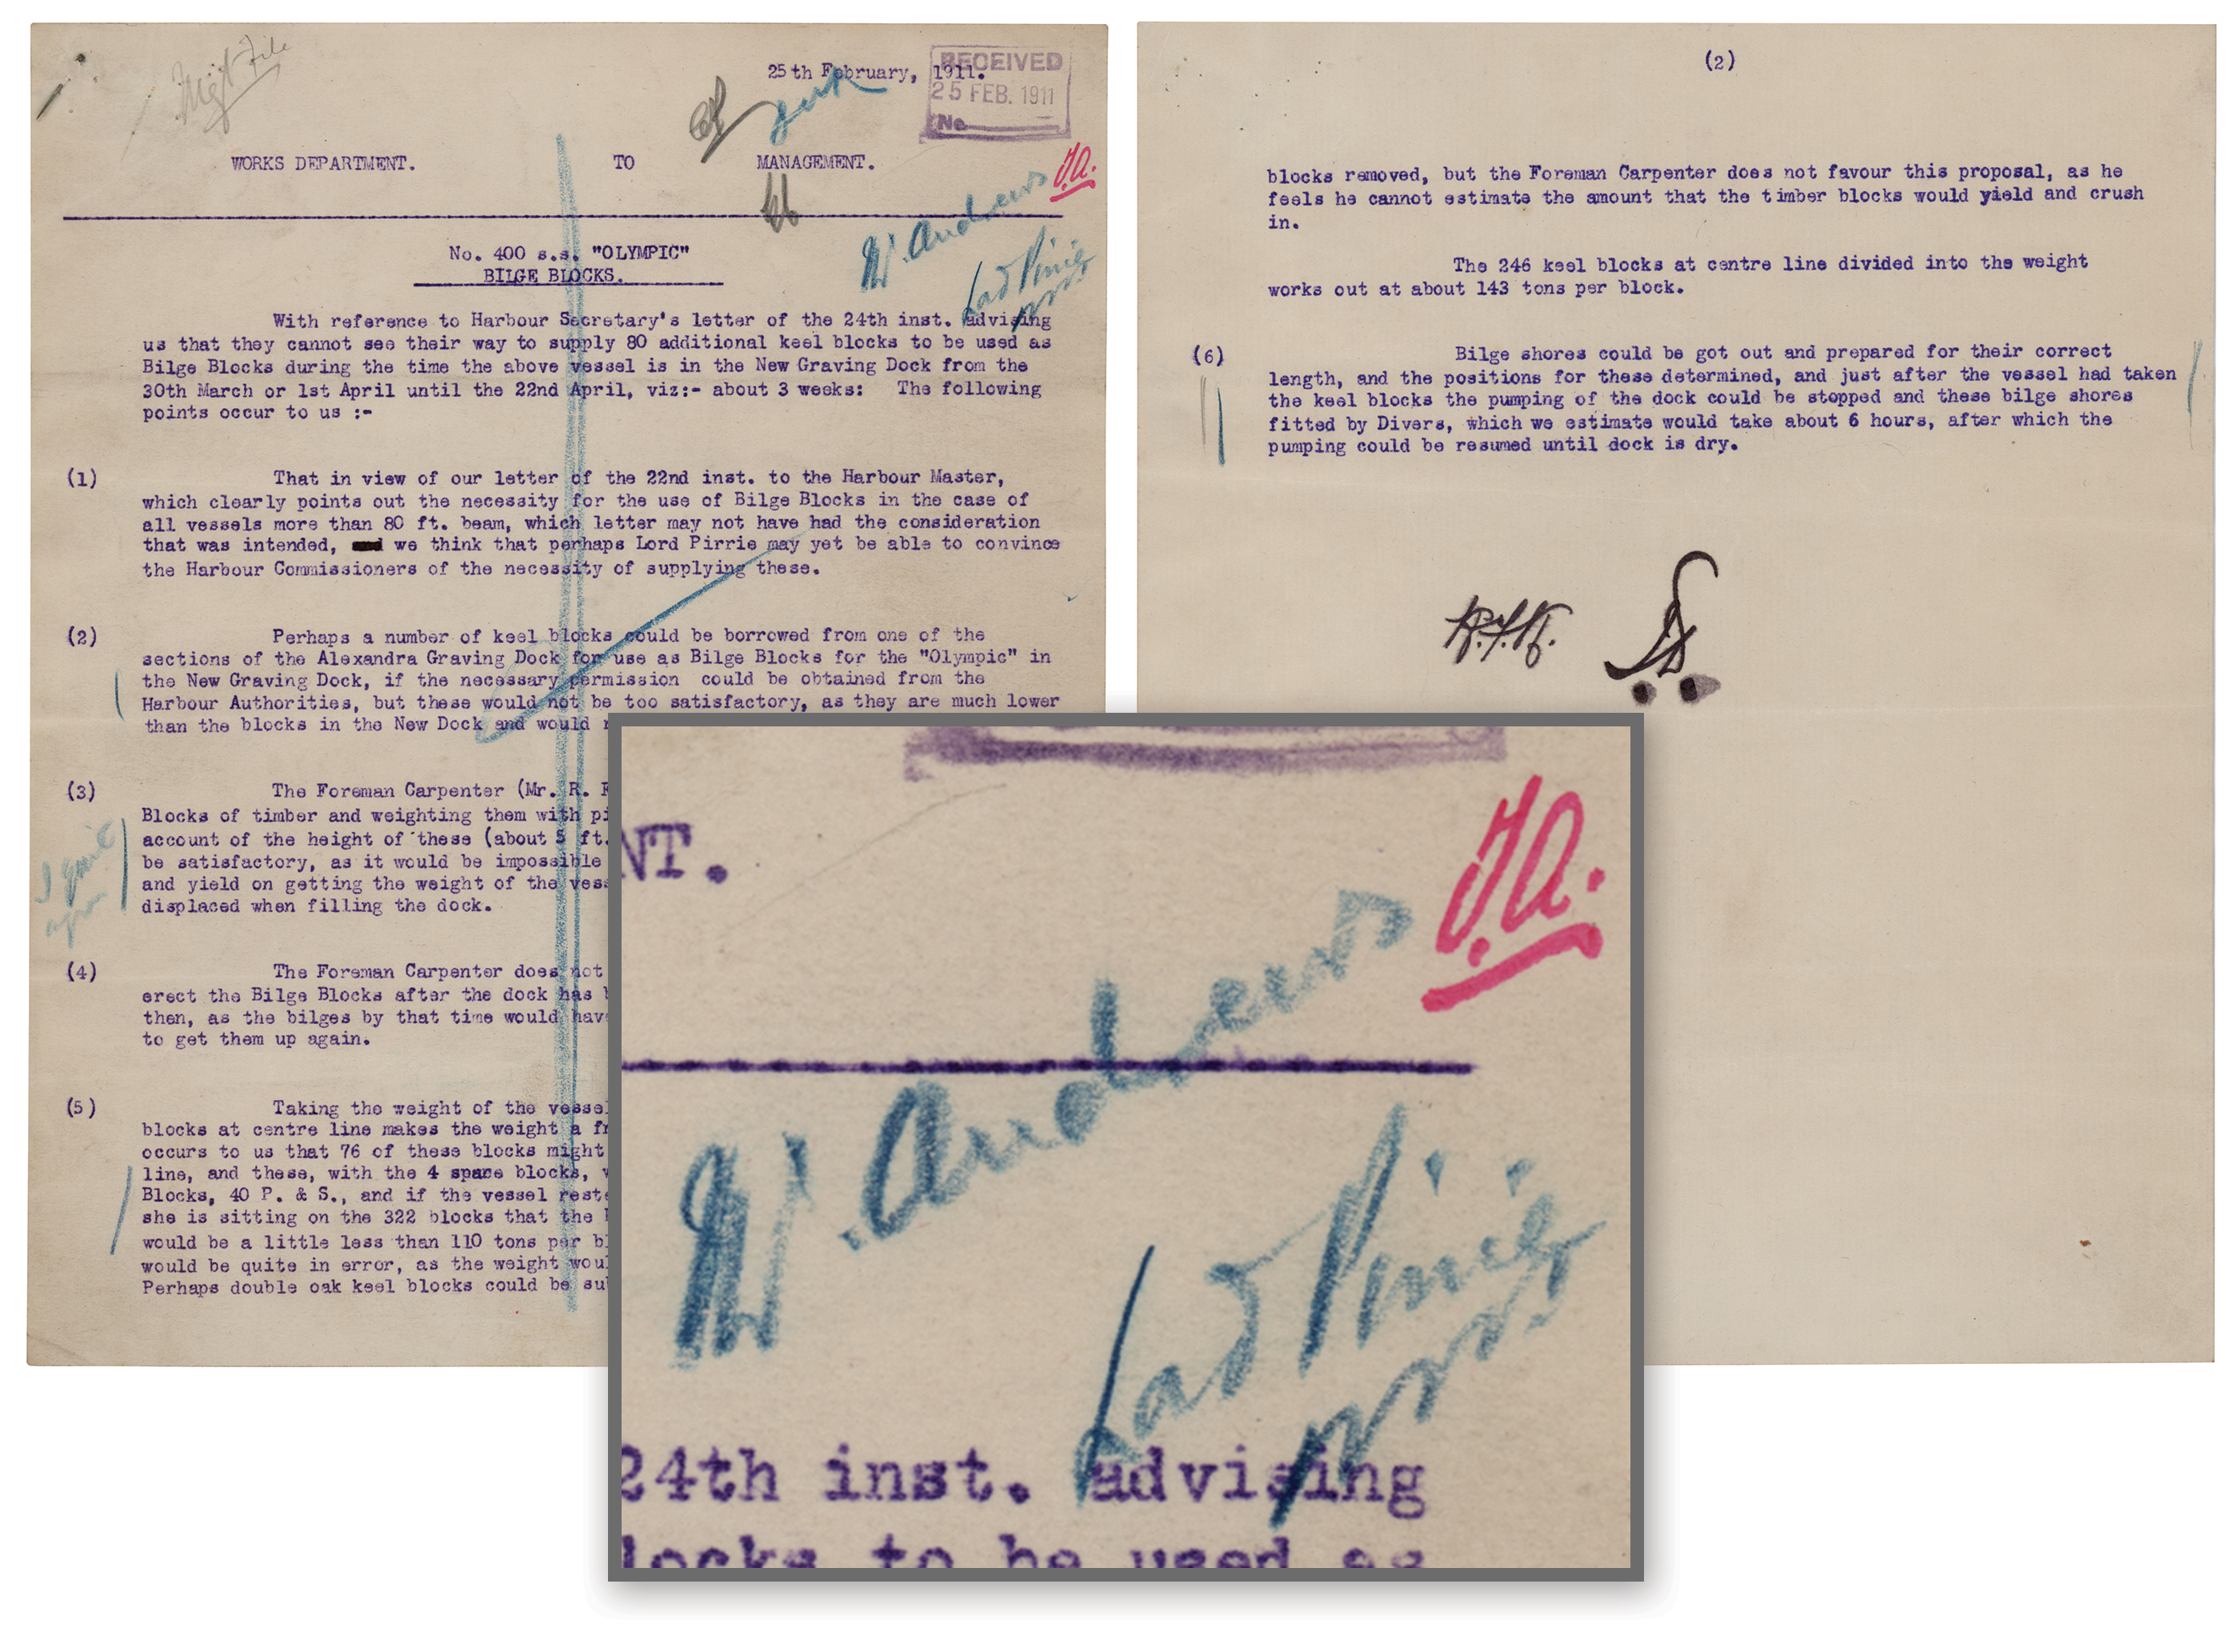 Mgt File
25th February, 1911.
RECEIVED
25 FEB. 1911
No
WORKS DEPARTMENT. TO MANAGEMENT.
T.A.
Mr. Andrews
Lord Pirrie
No. 400 s.s. "OLYMPIC"
BILGE BLOCKS.
With reference to Harbour Secretary's letter of the 24th inst. advising
us that they cannot see their way to supply 80 additional keel blocks to be used as
Bilge Blocks during the time the above vessel is in the New Graving Dock from the
30th March or 1st April until the 22nd April, viz:- about 3 weeks: The following
points occur to us :-
(1) That in view of our letter of the 22nd inst. to the Harbour Master,
which clearly points out the necessity for the use of Bilge Blocks in the case of
all vessels more than 80 ft. beam, which letter may not have had the consideration
that was intended, we think that perhaps Lord Pirrie may yet be able to convince
the Harbour Commissioners of the necessity of supplying these.
(2) Perhaps a number of keel blocks could be borrowed from one of the
sections of the Alexandra Graving Dock for use as Bilge Blocks for the "Olympic" in
the New Graving Dock, if the necessary permission could be obtained from the
Harbour Authorities, but these would not be too satisfactory, as they are much lower
than the blocks in the New Dock and would
(3) The Foreman Carpenter (Mr. R.
Blocks of timber and weighting them with
account of the height of these (about 5 ft.
be satisfactory, as it would be impossible
and yield on getting the weight of the
displaced when filling the dock.
(4) The Foreman Carpenter does not
erect the Bilge Blocks after the dock has
then, as the bilges by that time would
to get them up again.
(5) Taking the weight of the vessel
blocks at centre line makes the weight a
occurs to us that 76 of these blocks might
line, and these, with the 4 spare blocks,
Blocks, 40 P. & S., and if the vessel
she is sitting on the 322 blocks that the
would be a little less than 110 tons per
would be quite in error, as the weight
Perhaps double oak keel blocks could be
(2)
blocks removed, but the Foreman Carpenter does not favour this proposal, as he
feels he cannot estimate the amount that the timber blocks would yield and crush
in.
The 246 keel blocks at centre line divided into the weight
works out at about 143 tons per block.
(6) Bilge shores could be got out and prepared for their correct
length, and the positions for these determined, and just after the vessel had taken
the keel blocks the pumping of the dock could be stopped and these bilge shores
fitted by Divers, which we estimate would take about 6 hours, after which the
pumping could be resumed until dock is dry.
NT.
T.A.
Mr. Andrews
Lord Pirrie
24th inst. advising
locks to be used as